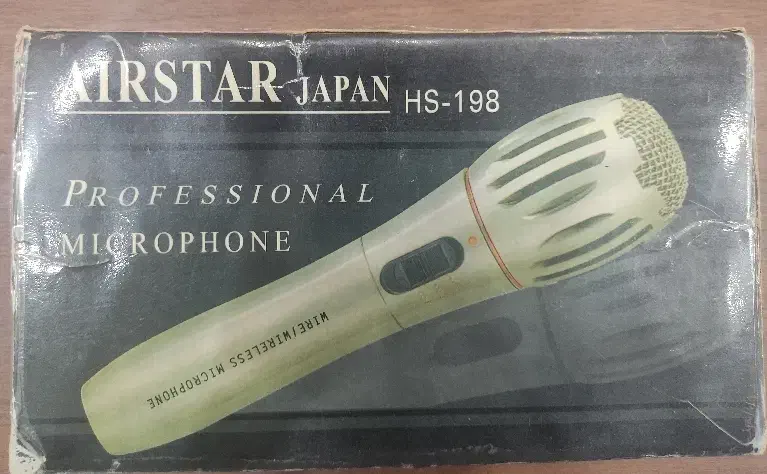 AIRSTAR JAPAN HS-198
PROFESSIONAL
MICROPHONE
WIRE/WIRELESS MICROPHONE